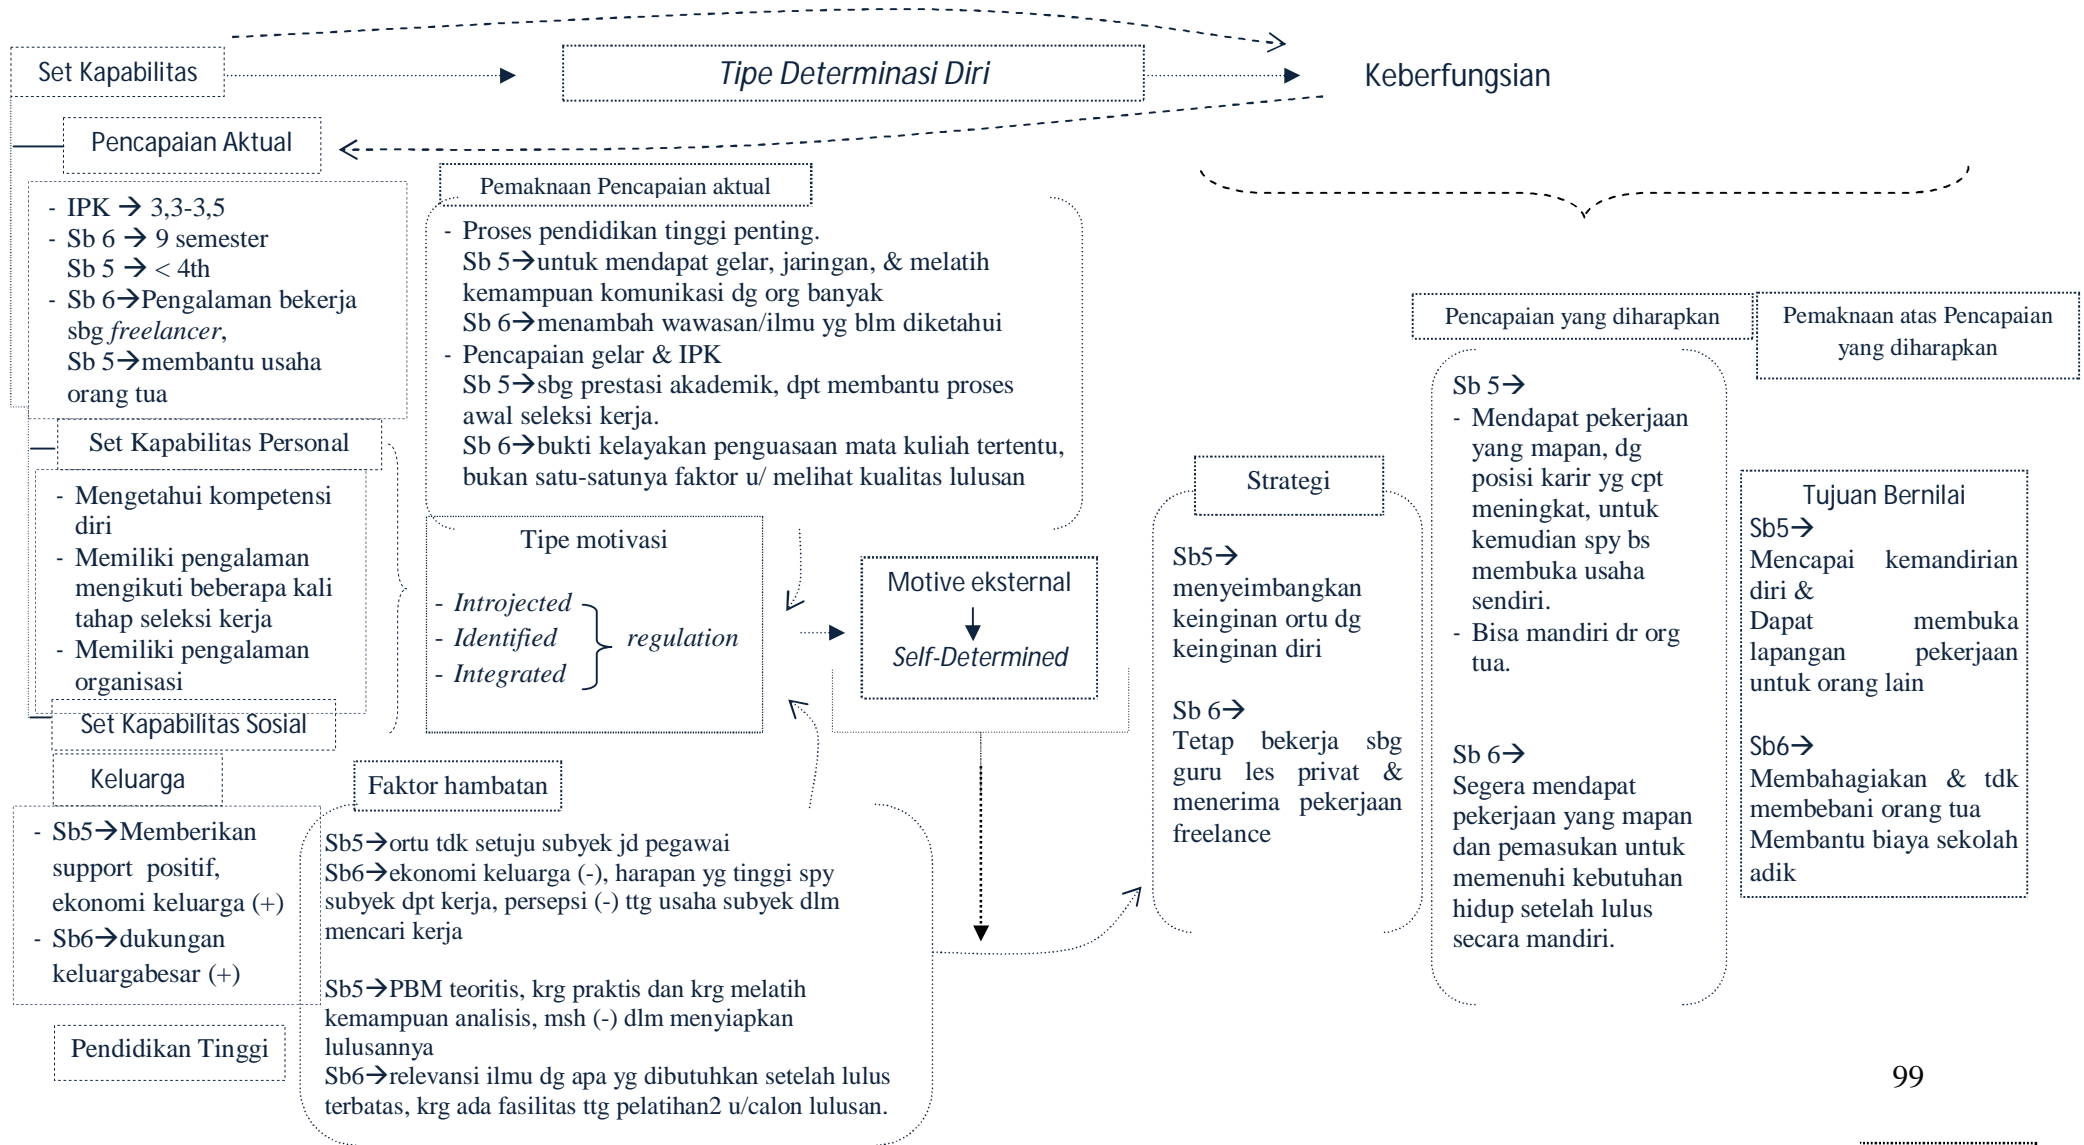 Set Kapabilitas
Tipe Determinasi Diri
Keberfungsian
Pencapaian Aktual
- IPK → 3,3-3,5
- Sb 6 → 9 semester
Sb 5 → < 4th
- Sb 6→Pengalaman bekerja
sbg freelancer,
Sb 5→membantu usaha
orang tua
Set Kapabilitas Personal
- Mengetahui kompetensi
diri
- Memiliki pengalaman
mengikuti beberapa kali
tahap seleksi kerja
- Memiliki pengalaman
organisasi
Set Kapabilitas Sosial
Keluarga
- Sb5→Memberikan
support positif,
ekonomi keluarga (+)
- Sb6→dukungan
keluargabesar (+)
Pendidikan Tinggi
Pemaknaan Pencapaian aktual
- Proses pendidikan tinggi penting.
Sb 5→untuk mendapat gelar, jaringan, & melatih
kemampuan komunikasi dg org banyak
Sb 6→menambah wawasan/ilmu yg blm diketahui
- Pencapaian gelar & IPK
Sb 5→sbg prestasi akademik, dpt membantu proses
awal seleksi kerja.
Sb 6→bukti kelayakan penguasaan mata kuliah tertentu,
bukan satu-satunya faktor u/ melihat kualitas lulusan
Tipe motivasi
- Introjected
- Identified
- Integrated
regulation
Motive eksternal
Self-Determined
Faktor hambatan
Sb5→ortu tdk setuju subyek jd pegawai
Sb6→ekonomi keluarga (-), harapan yg tinggi spy
subyek dpt kerja, persepsi (-) ttg usaha subyek dlm
mencari kerja
Sb5→PBM teoritis, krg praktis dan krg melatih
kemampuan analisis, msh (-) dlm menyiapkan
lulusannya
Sb6→relevansi ilmu dg apa yg dibutuhkan setelah lulus
terbatas, krg ada fasilitas ttg pelatihan2 u/calon lulusan.
Strategi
Sb5→
menyeimbangkan
keinginan ortu dg
keinginan diri
Sb 6→
Tetap bekerja sbg
guru les privat &
menerima pekerjaan
freelance
Pencapaian yang diharapkan
Sb 5→
- Mendapat pekerjaan
yang mapan, dg
posisi karir yg cpt
meningkat, untuk
kemudian spy bs
membuka usaha
sendiri.
- Bisa mandiri dr org
tua.
Sb 6→
Segera mendapat
pekerjaan yang mapan
dan pemasukan untuk
memenuhi kebutuhan
hidup setelah lulus
secara mandiri.
Pemaknaan atas Pencapaian
yang diharapkan
Tujuan Bernilai
Sb5→
Mencapai kemandirian
diri &
Dapat membuka
lapangan pekerjaan
untuk orang lain
Sb6→
Membahagiakan & tdk
membebani orang tua
Membantu biaya sekolah
adik
99